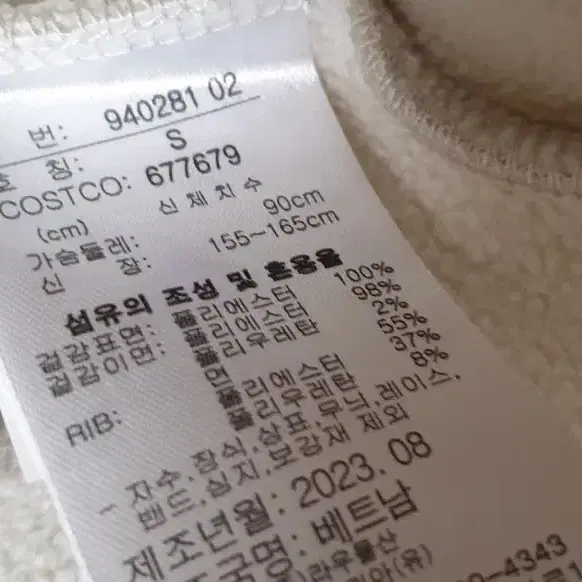 번: 940281 02
호 칭: S
COSTCO: 677679
신체치수
(cm)
가슴둘레: 90cm
신 장: 155~165cm
섬유의 조성 및 혼용율
겉감표면: 폴리에스터 100%
겉감이면: 폴리에스터 98%
폴리우레탄 2%
RIB: 면 55%
폴리에스터 37%
폴리우레탄 8%
- 자수, 장식, 상표, 무늬, 레이스,
밴드, 심지, 보강재 제외
제조년월: 2023. 08
국명: 베트남
4343